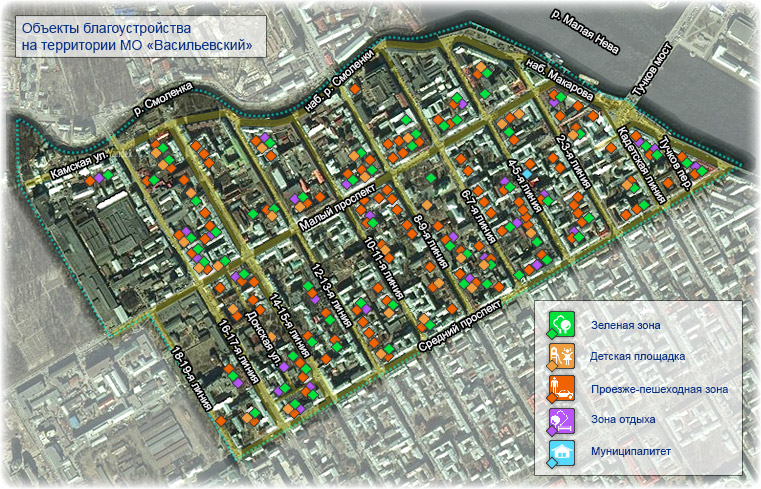 Объекты благоустройства
на территории МО «Васильевский»
р. Малая Нева
Тучков мост
наб. Макарова
р. Смоленка
наб. р. Смоленки
Камская ул.
Тучков пер.
Кадетская линия
2-3-я линия
4-5-я линия
6-7-я линия
8-9-я линия
Малый проспект
10-11-я линия
12-13-я линия
14-15-я линия
Донская ул.
16-17-я линия
18-19-я линия
Средний проспект
Зеленая зона
Детская площадка
Проезже-пешеходная зона
Зона отдыха
Муниципалитет